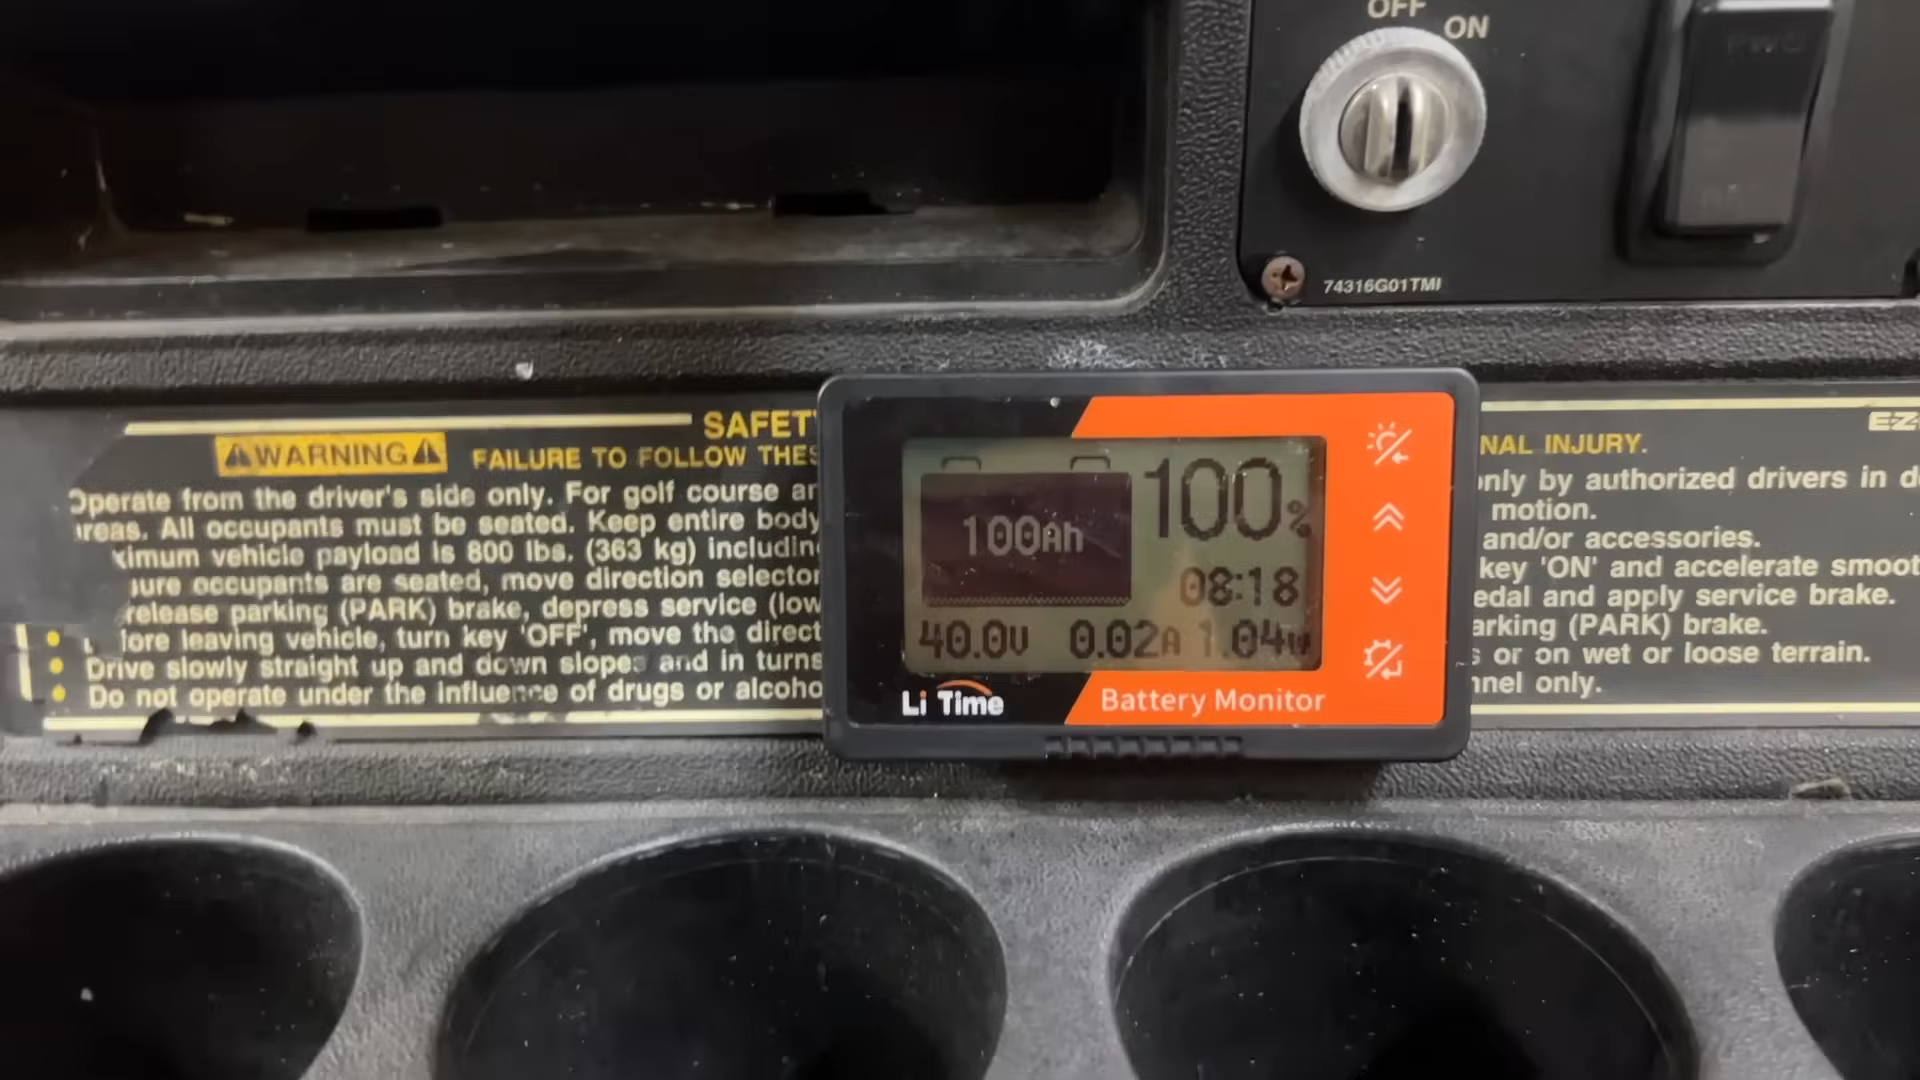 OFF
ON
74316G01TMI
SAFET
WARNING
FAILURE TO FOLLOW THES
NAL INJURY.
E-Z-
Operate from the driver's side only. For golf course ar
areas. All occupants must be seated. Keep entire body
ximum vehicle payload is 800 lbs. (363 kg) includin
sure occupants are seated, move direction selector
release parking (PARK) brake, depress service (low
fore leaving vehicle, turn key 'OFF', move the direct
Drive slowly straight up and down slopes and in turns
Do not operate under the influence of drugs or alcoho
100Ah
100%
08:18
40.0V 0.02A 1.04W
Li Time
Battery Monitor
only by authorized drivers in d
motion.
and/or accessories.
key 'ON' and accelerate smoot
edal and apply service brake.
arking (PARK) brake.
s or on wet or loose terrain.
nnel only.